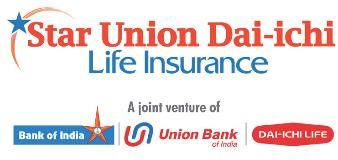 Star Union Dai-ichi
Life Insurance
A joint venture of
Bank of India
Union Bank
of India
DAI-ICHI LIFE